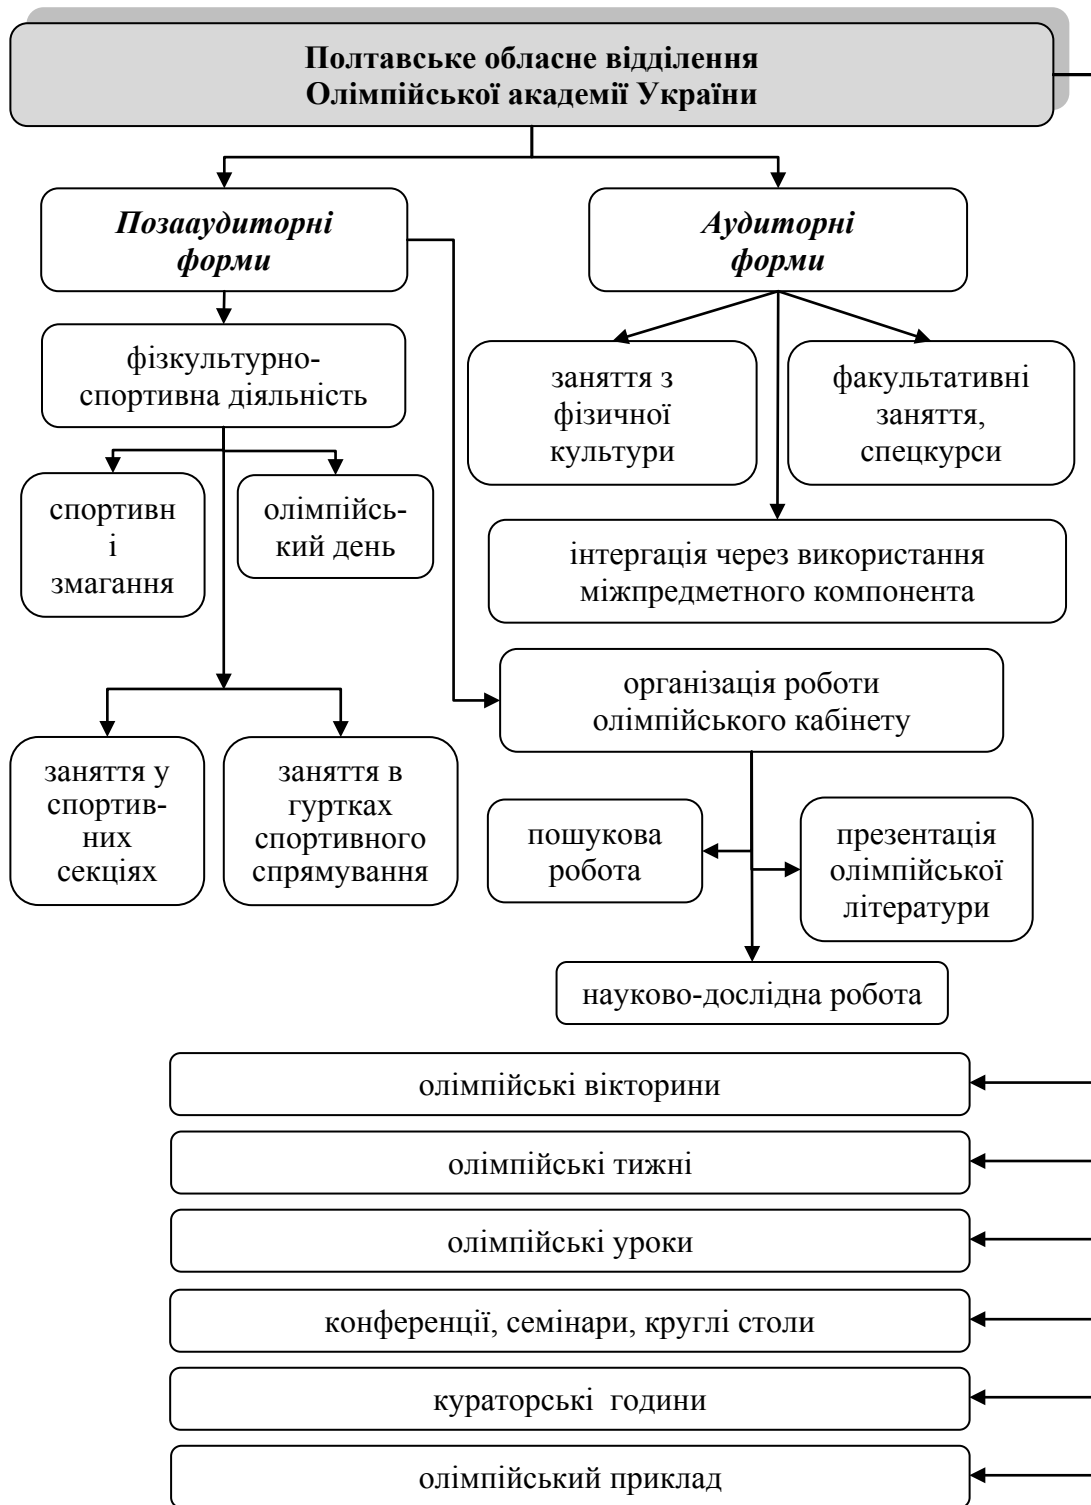 Полтавське обласне відділення
Олімпійської академії України
Позааудиторні
форми
Аудиторні
форми
фізкультурно-
спортивна діяльність
заняття з
фізичної
культури
факультативні
заняття,
спецкурси
спортивн
і
змагання
олімпійсь-
кий день
інтергація через використання
міжпредметного компонента
організація роботи
олімпійського кабінету
заняття у
спортив-
них
секціях
заняття в
гуртках
спортивного
спрямування
пошукова
робота
презентація
олімпійської
літератури
науково-дослідна робота
олімпійські вікторини
олімпійські тижні
олімпійські уроки
конференції, семінари, круглі столи
кураторські  години
олімпійський приклад